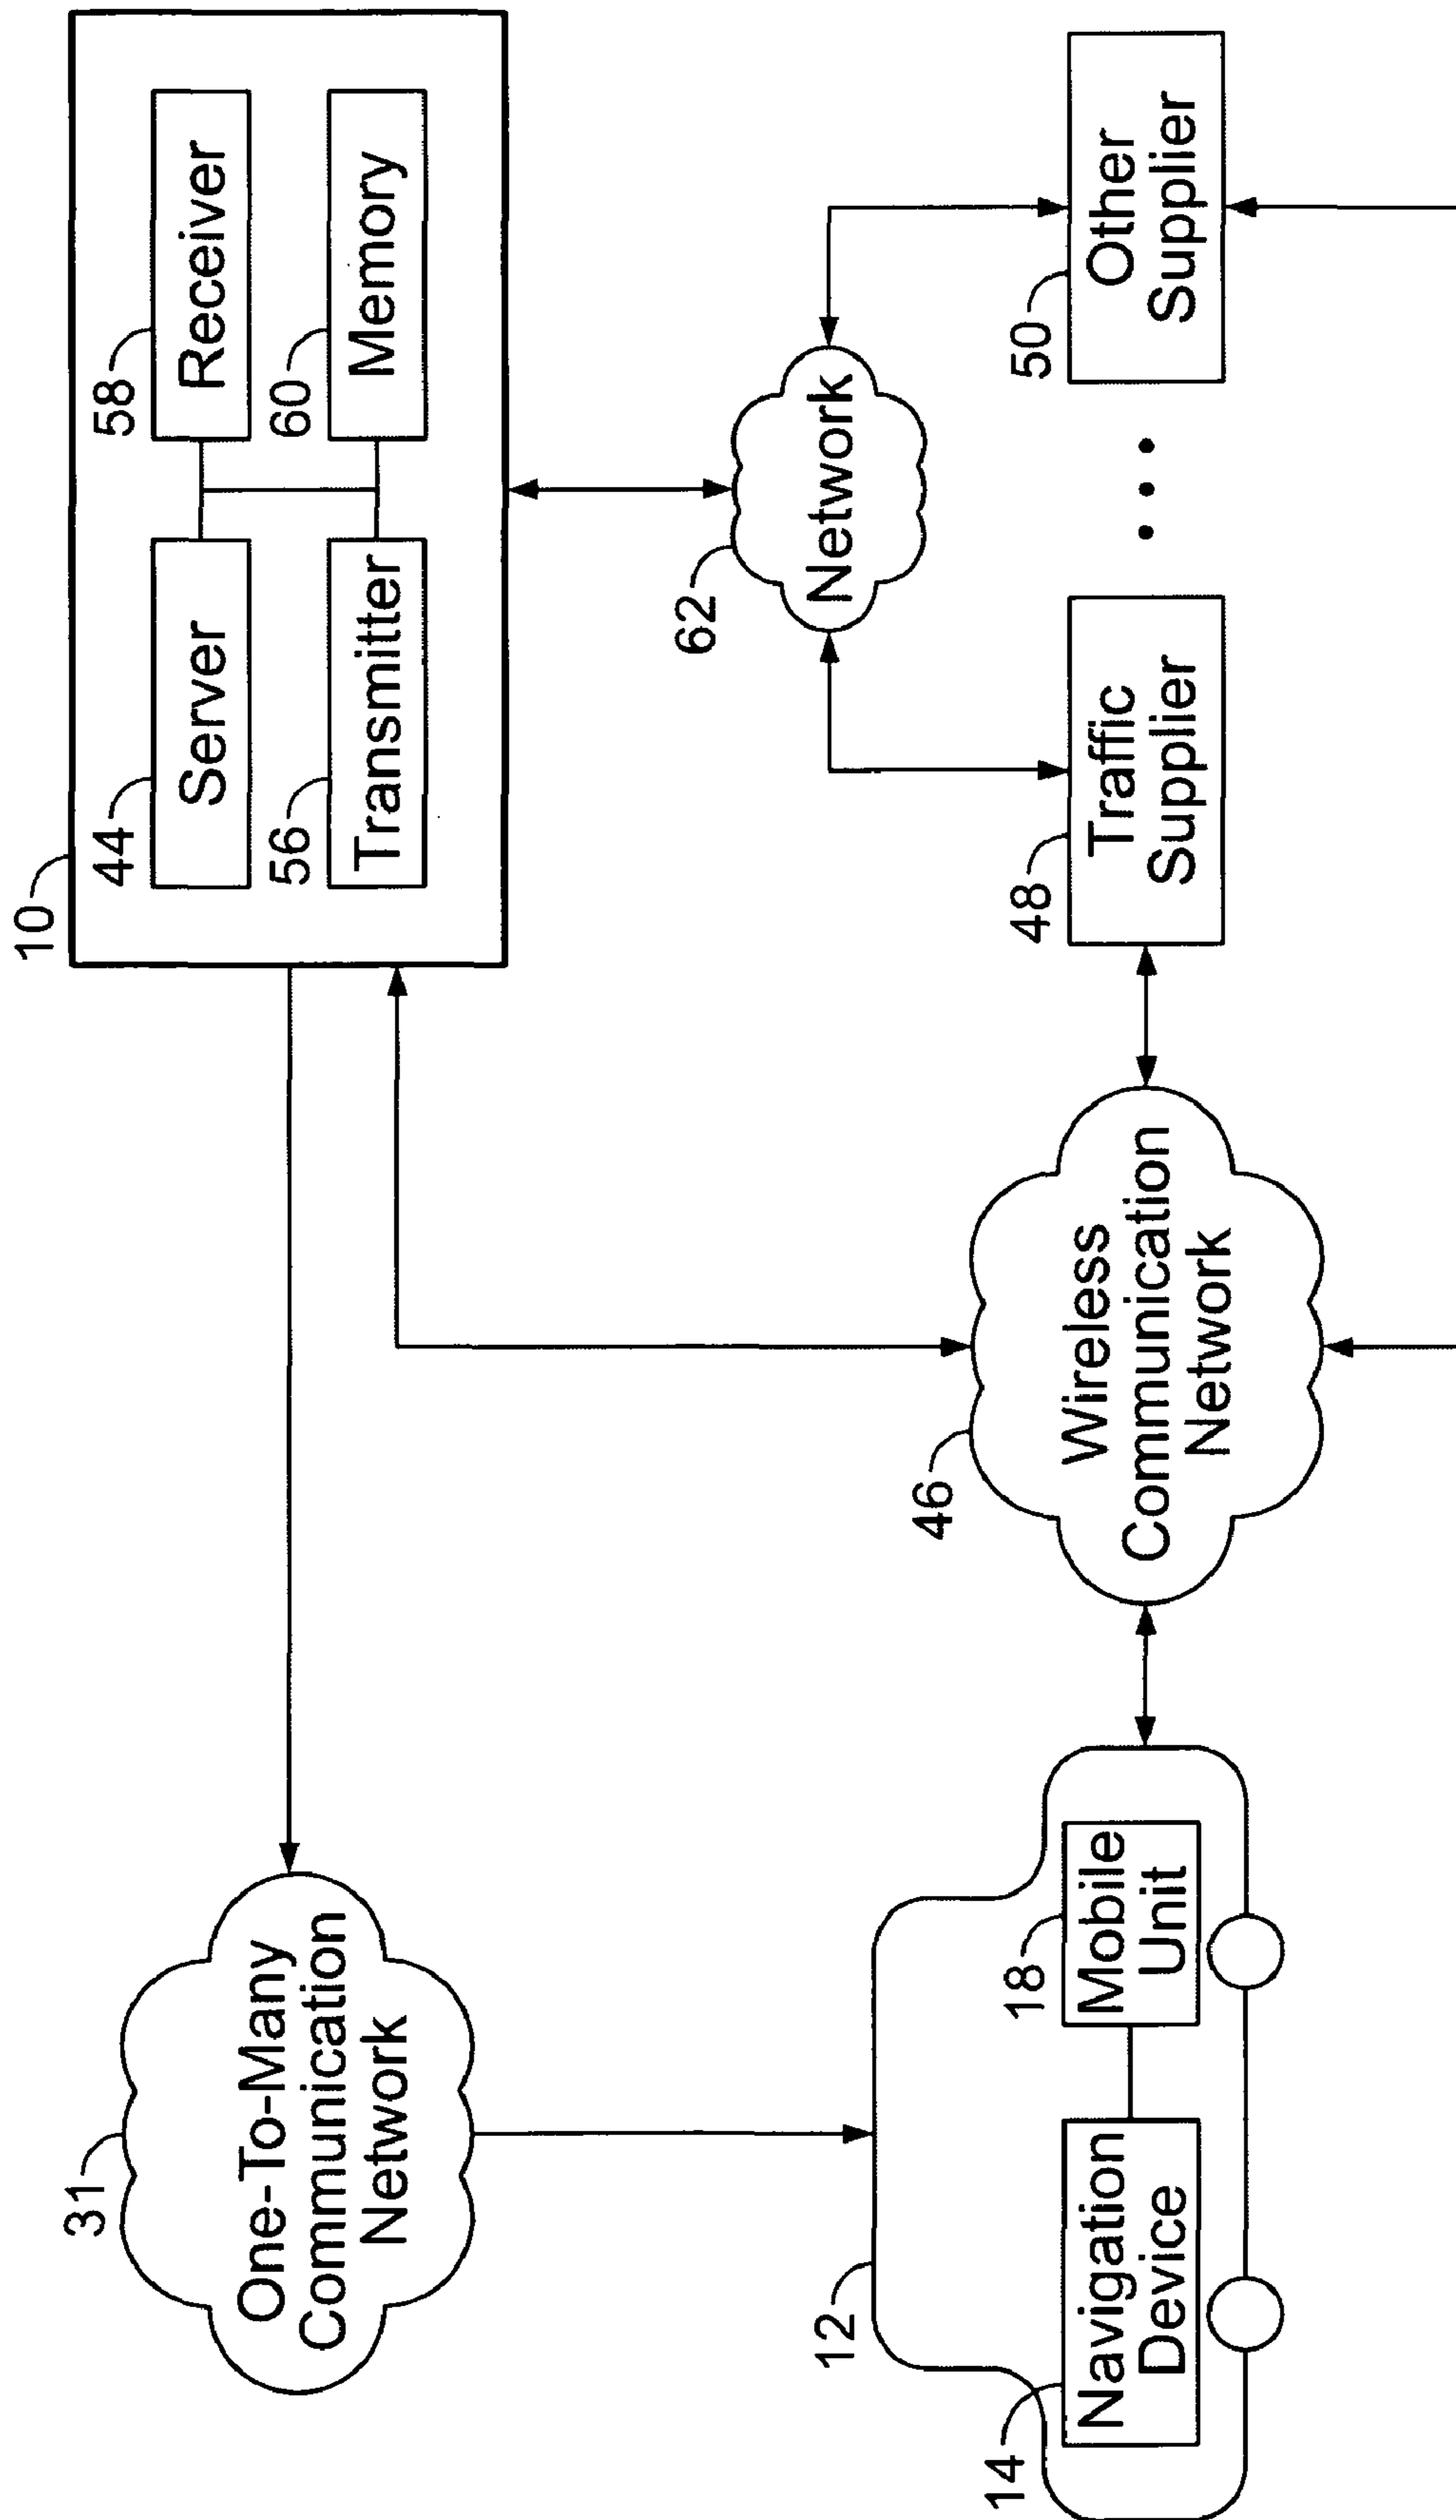 31
One-To-Many
Communication
Network
10
44
Server
58
Receiver
56
Transmitter
60
Memory
62
Network
12
14
Navigation
Device
18
Mobile
Unit
46
Wireless
Communication
Network
48
Traffic
Supplier
50
Other
Supplier